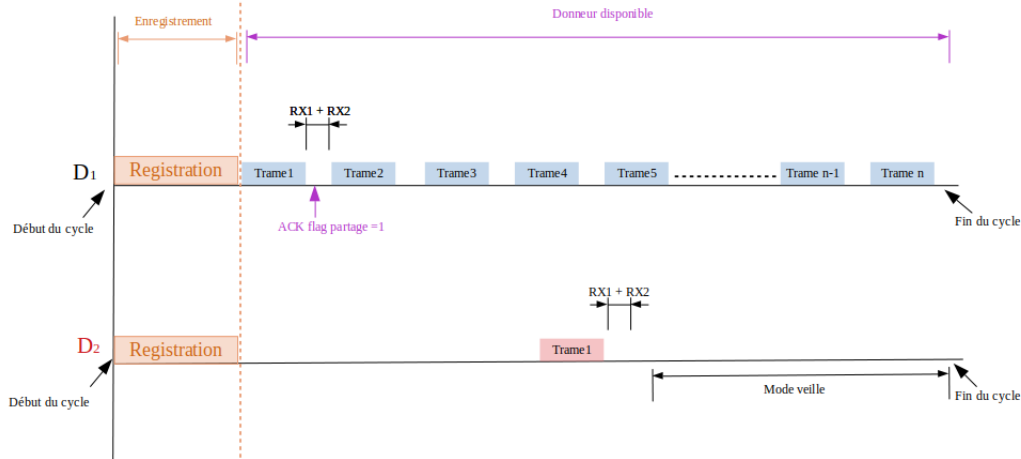 Enregistrement
Donneur disponible
RX1 + RX2
D1
Registration
Trame1
Trame2
Trame3
Trame4
Trame5
Trame n-1
Trame n
Début du cycle
ACK flag partage =1
Fin du cycle
RX1 + RX2
D2
Registration
Trame1
Mode veille
Début du cycle
Fin du cycle